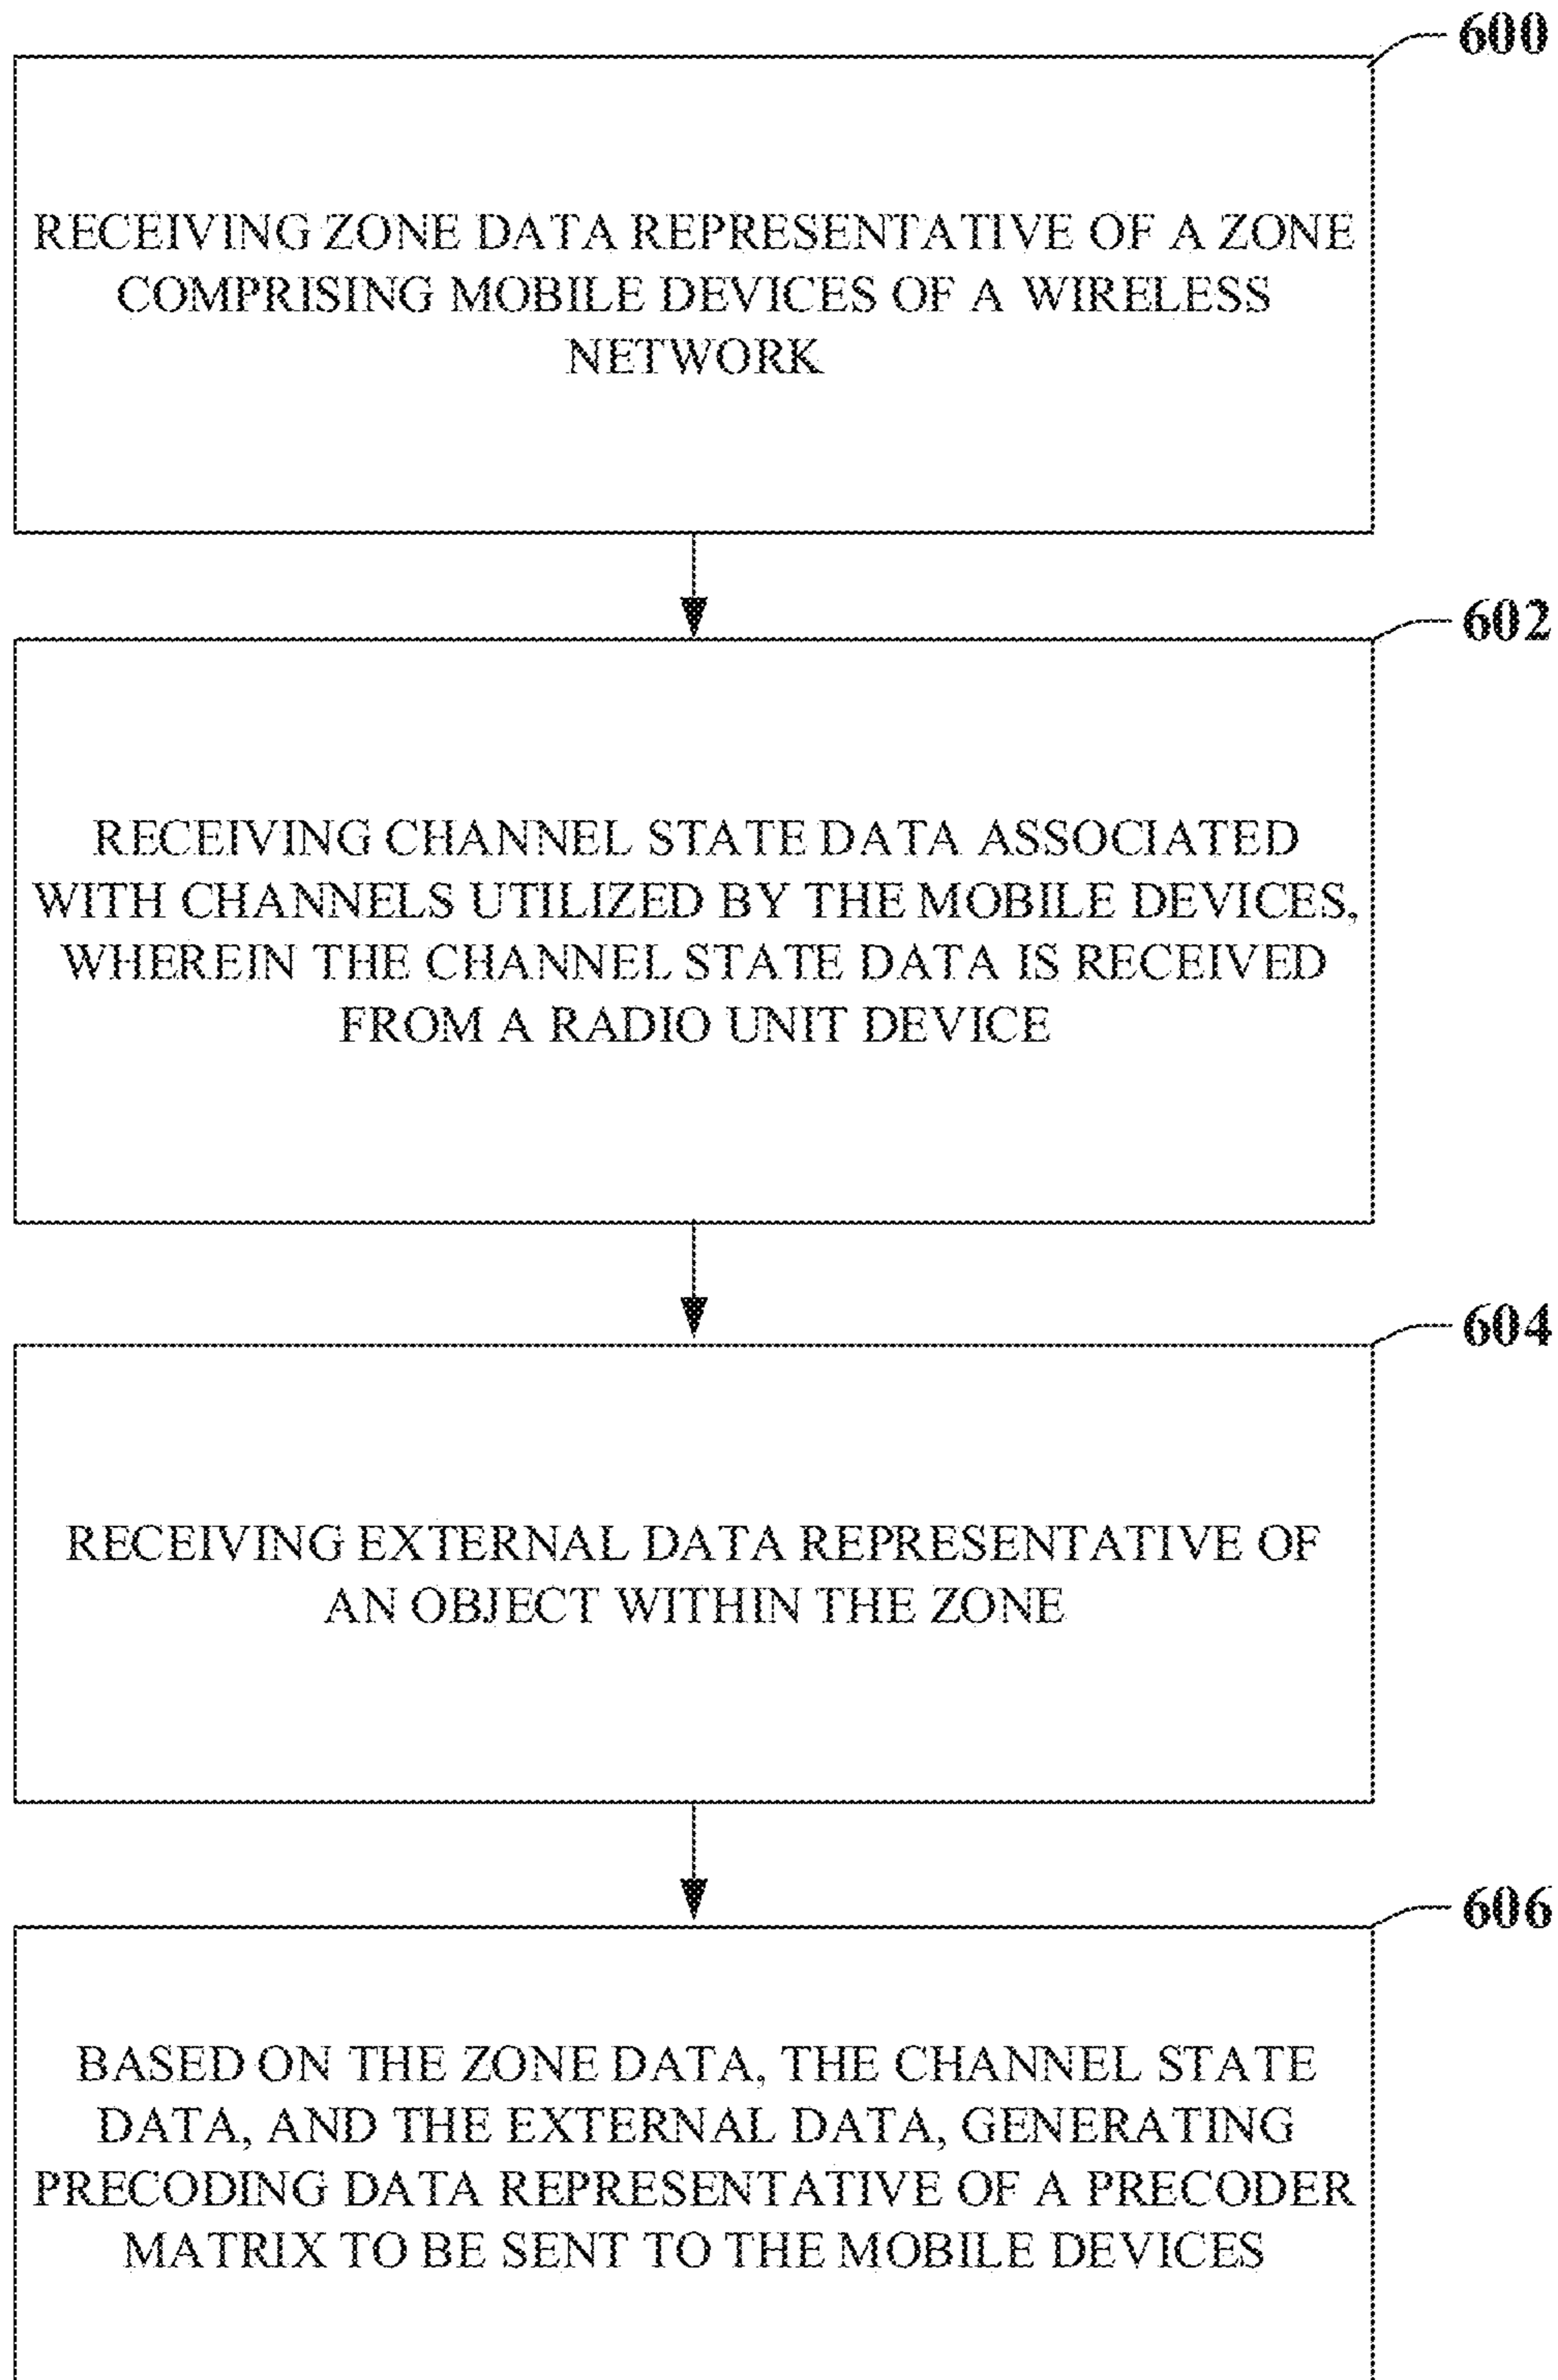 600
RECEIVING ZONE DATA REPRESENTATIVE OF A ZONE
COMPRISING MOBILE DEVICES OF A WIRELESS
NETWORK
602
RECEIVING CHANNEL STATE DATA ASSOCIATED
WITH CHANNELS UTILIZED BY THE MOBILE DEVICES,
WHEREIN THE CHANNEL STATE DATA IS RECEIVED
FROM A RADIO UNIT DEVICE
604
RECEIVING EXTERNAL DATA REPRESENTATIVE OF
AN OBJECT WITHIN THE ZONE
606
BASED ON THE ZONE DATA, THE CHANNEL STATE
DATA, AND THE EXTERNAL DATA, GENERATING
PRECODING DATA REPRESENTATIVE OF A PRECODER
MATRIX TO BE SENT TO THE MOBILE DEVICES